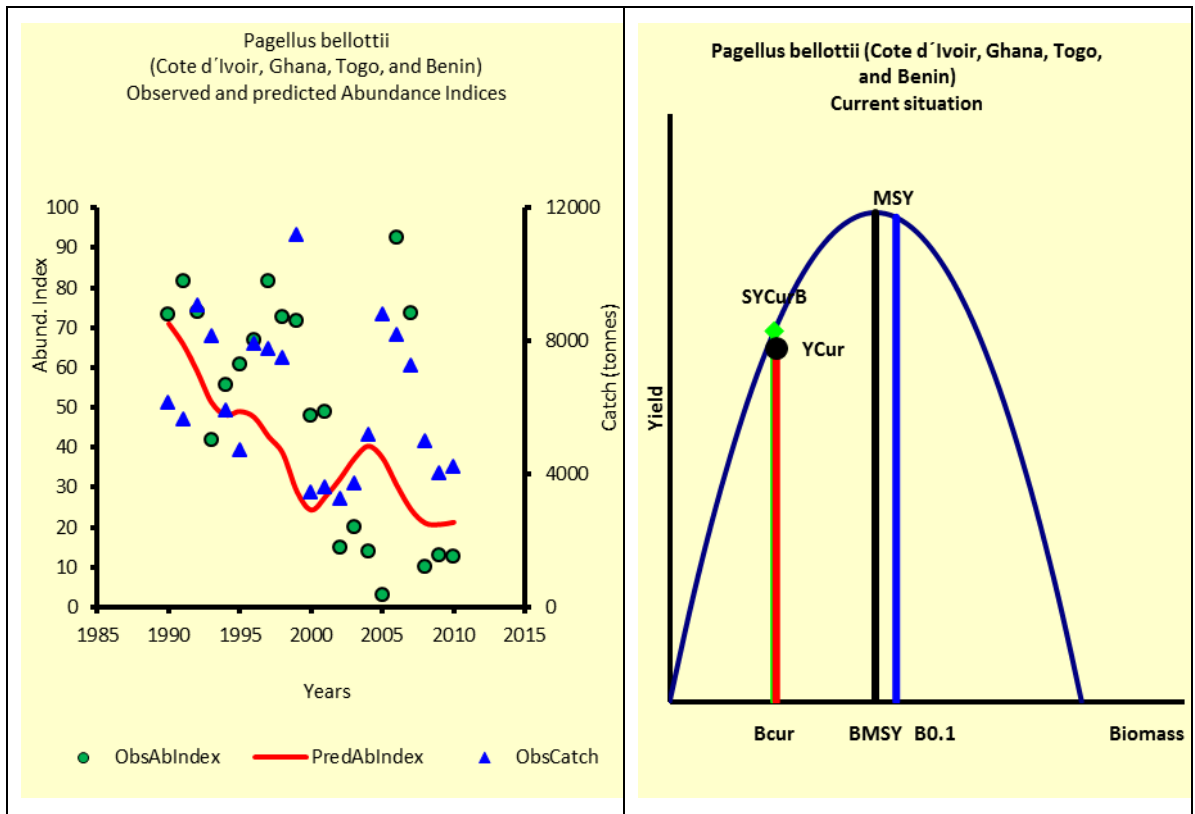 Pagellus bellottii
(Cote d´Ivoir, Ghana, Togo, and Benin)
Observed and predicted Abundance Indices
Abund. Index
100
90
80
70
60
50
40
30
20
10
0
12000
8000
4000
0
Catch (tonnes)
1985 1990 1995 2000 2005 2010 2015
Years
ObsAbIndex PredAbIndex ObsCatch
Pagellus bellottii (Cote d´Ivoir, Ghana, Togo,
and Benin)
Current situation
MSY
SYCurB
YCur
Yield
Bcur BMSY B0.1 Biomass